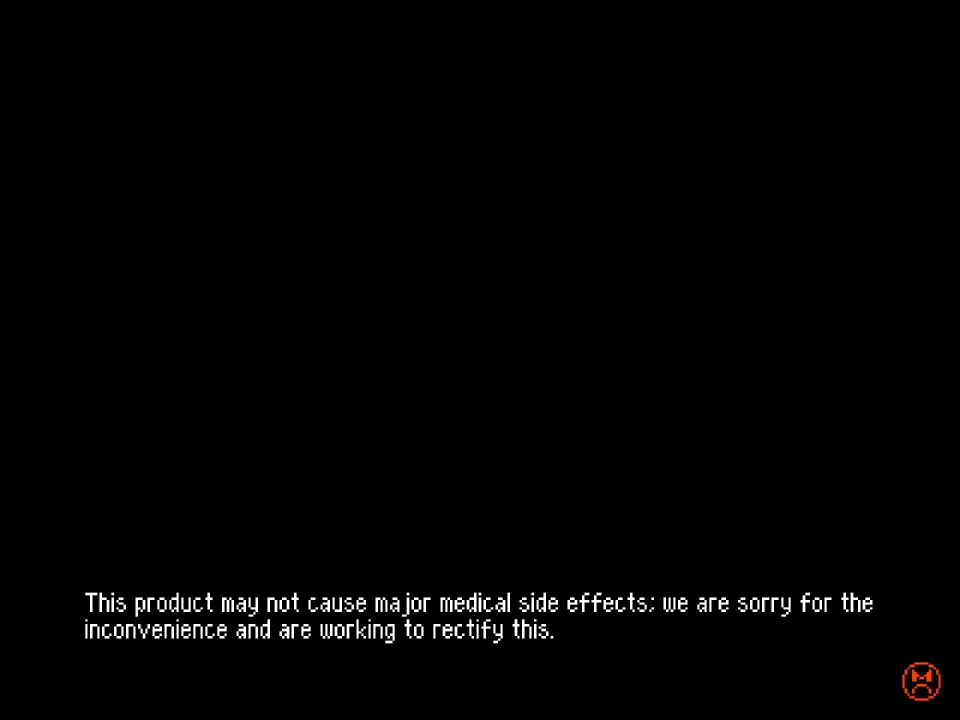 This product may not cause major medical side effects; we are sorry for the
inconvenience and are working to rectify this.